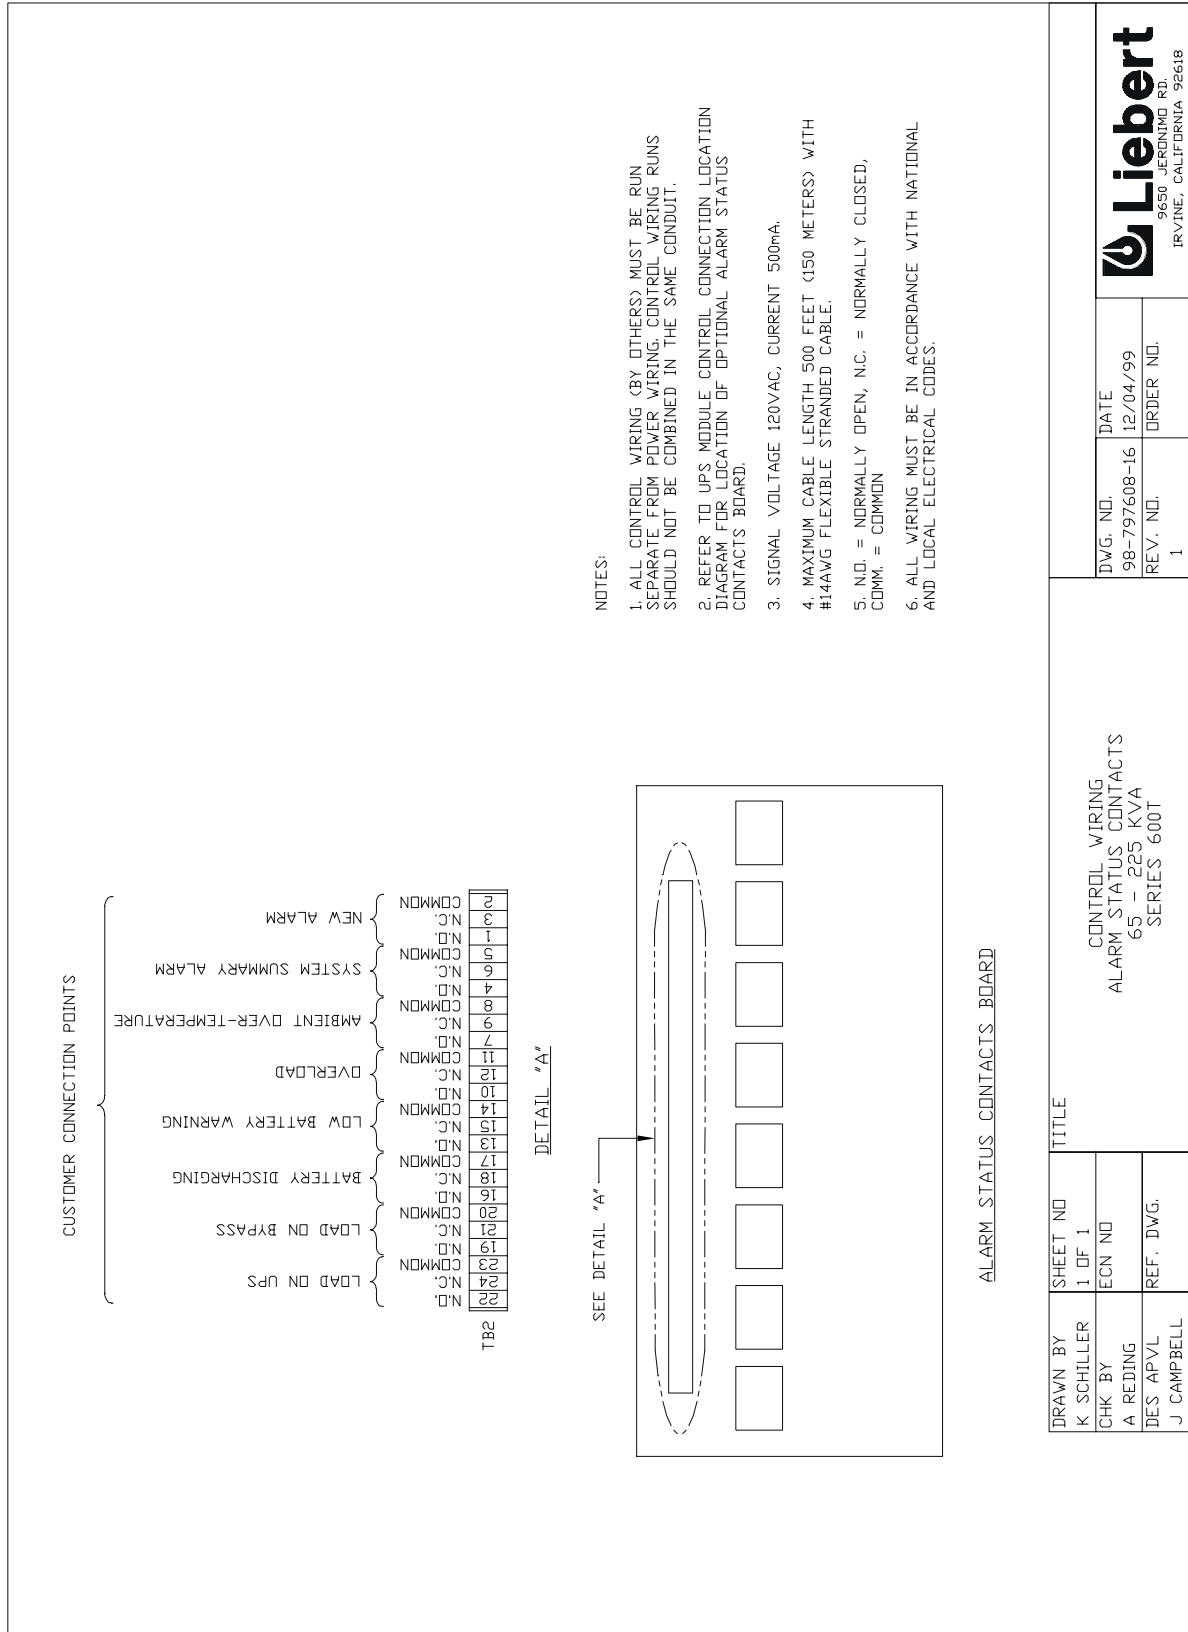 CUSTOMER CONNECTION POINTS
LOAD ON UPS
LOAD ON BYPASS
BATTERY DISCHARGING
LOW BATTERY WARNING
OVERLOAD
AMBIENT OVER-TEMPERATURE
SYSTEM SUMMARY ALARM
NEW ALARM
N.O. N.C. COMMON N.O. N.C. COMMON N.O. N.C. COMMON N.O. N.C. COMMON N.O. N.C. COMMON N.O. N.C. COMMON N.O. N.C. COMMON N.O. N.C. COMMON
TB2 22 24 23 19 21 20 16 18 17 13 15 14 10 12 11 7 9 8 4 6 5 1 3 2
DETAIL "A"
SEE DETAIL "A"
ALARM STATUS CONTACTS BOARD
NOTES:
1. ALL CONTROL WIRING (BY OTHERS) MUST BE RUN
SEPARATE FROM POWER WIRING. CONTROL WIRING RUNS
SHOULD NOT BE COMBINED IN THE SAME CONDUIT.
2. REFER TO UPS MODULE CONTROL CONNECTION LOCATION
DIAGRAM FOR LOCATION OF OPTIONAL ALARM STATUS
CONTACTS BOARD.
3. SIGNAL VOLTAGE 120VAC, CURRENT 500mA.
4. MAXIMUM CABLE LENGTH 500 FEET (150 METERS) WITH
#14AWG FLEXIBLE STRANDED CABLE.
5. N.O. = NORMALLY OPEN, N.C. = NORMALLY CLOSED,
COMM. = COMMON
6. ALL WIRING MUST BE IN ACCORDANCE WITH NATIONAL
AND LOCAL ELECTRICAL CODES.
DRAWN BY
K SCHILLER
CHK BY
A REDING
DES APVL
J CAMPBELL
SHEET NO
1 OF 1
ECN NO
REF. DWG.
TITLE
CONTROL WIRING
ALARM STATUS CONTACTS
65 - 225 KVA
SERIES 600T
DWG. NO.
98-797608-16
REV. NO.
1
DATE
12/04/99
ORDER NO.
Liebert
9650 JERONIMO RD.
IRVINE, CALIFORNIA 92618